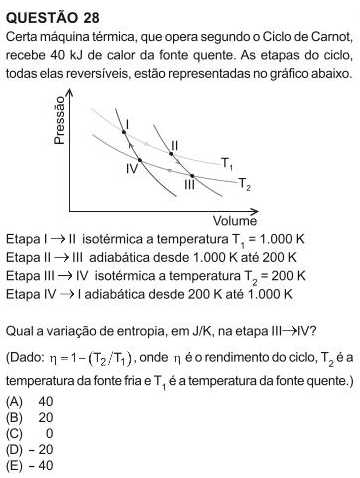 QUESTÃO 28
Certa máquina térmica, que opera segundo o Ciclo de Carnot,
recebe 40 kJ de calor da fonte quente. As etapas do ciclo,
todas elas reversíveis, estão representadas no gráfico abaixo.
Pressão
I
II
IV
T₁
III
T₂
Volume
Etapa I → II isotérmica a temperatura T₁ = 1.000 K
Etapa II → III adiabática desde 1.000 K até 200 K
Etapa III → IV isotérmica a temperatura T₂ = 200 K
Etapa IV → I adiabática desde 200 K até 1.000 K
Qual a variação de entropia, em J/K, na etapa III→IV?
(Dado: η = 1 − (T₂/T₁), onde η é o rendimento do ciclo, T₂ é a
temperatura da fonte fria e T₁ é a temperatura da fonte quente.)
(A) 40
(B) 20
(C) 0
(D) – 20
(E) – 40